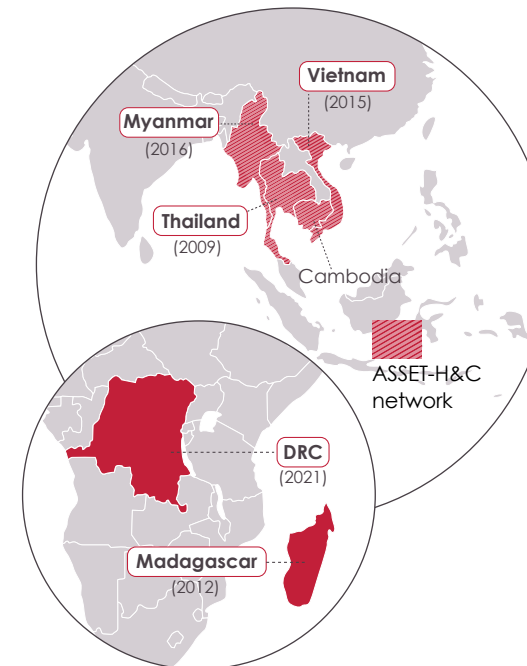 Vietnam
(2015)
Myanmar
(2016)
Thailand
(2009)
Cambodia
ASSET-H&C
network
DRC
(2021)
Madagascar
(2012)